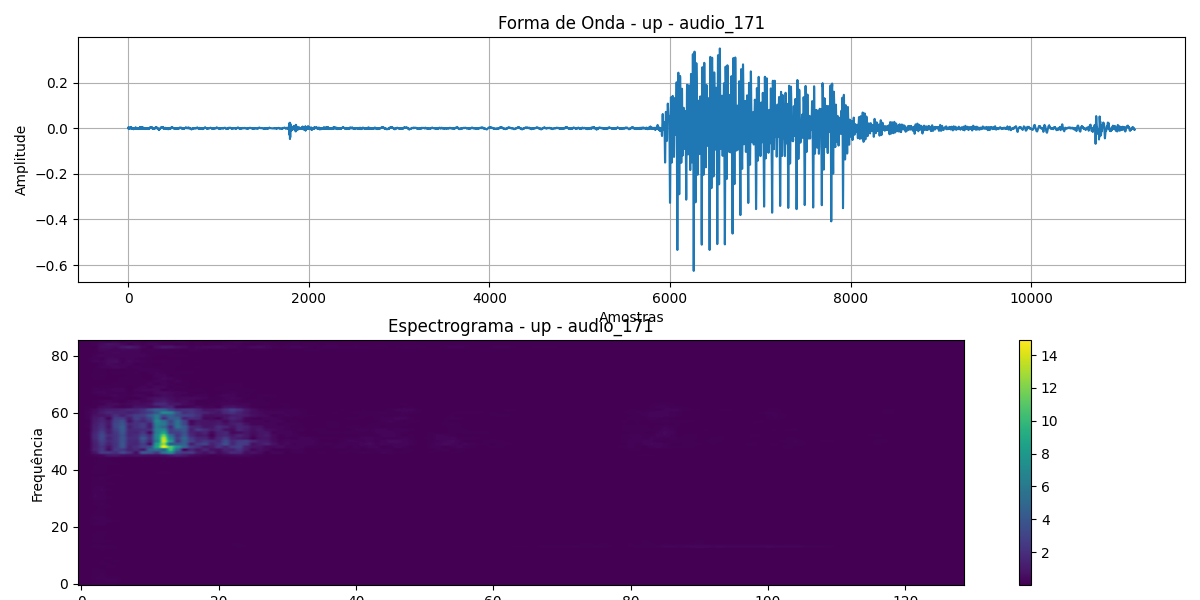 Forma de Onda - up - audio_171
Amplitude
0.2
0.0
−0.2
−0.4
−0.6
0 2000 4000 6000 8000 10000
Amostras
Espectrograma - up - audio_171
Frequência
80
60
40
20
0
0 20 40 60 80 100 120
14
12
10
8
6
4
2